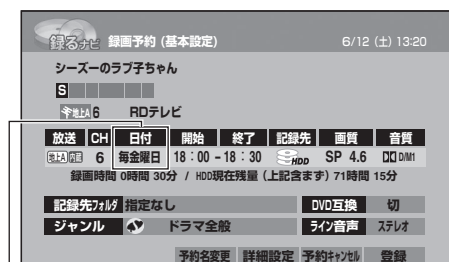 録るナビ 録画予約 (基本設定) 6/12 (土) 13:20
シーズーのラブ子ちゃん
S
地上A 6 RDテレビ
放送 CH 日付 開始 終了 記録先 画質 音質
地上A 6 毎金曜日 18:00 - 18:30 HDD SP 4.6 D/M1
録画時間 0時間 30分 / HDD現在残量 (上記含まず) 71時間 15分
記録先フォルダ 指定なし DVD互換 切
ジャンル ドラマ全般 ライン音声 ステレオ
予約名変更 詳細設定 予約キャンセル 登録